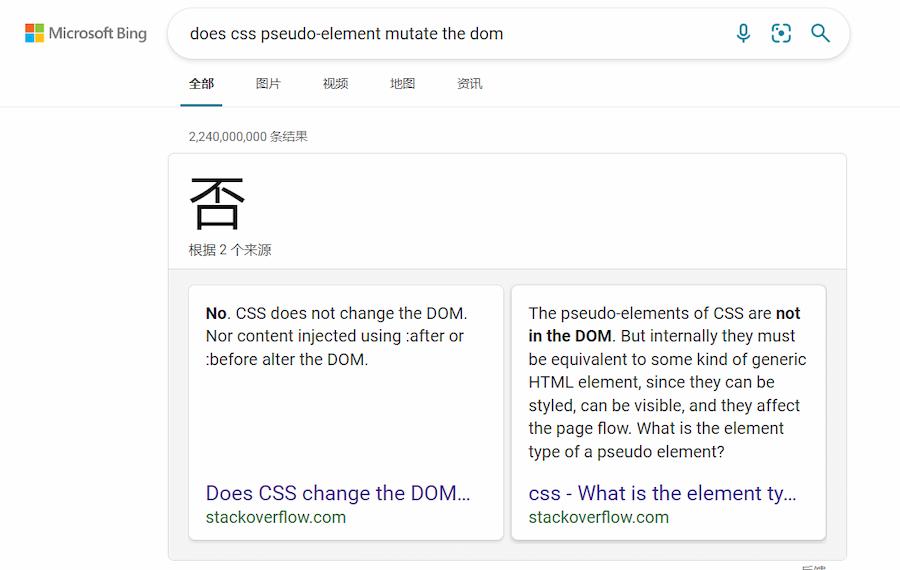 Microsoft Bing
does css pseudo-element mutate the dom
全部 图片 视频 地图 资讯
2,240,000,000 条结果
否
根据 2 个来源
No. CSS does not change the DOM.
Nor content injected using :after or
:before alter the DOM.
Does CSS change the DOM...
stackoverflow.com
The pseudo-elements of CSS are not
in the DOM. But internally they must
be equivalent to some kind of generic
HTML element, since they can be
styled, can be visible, and they affect
the page flow. What is the element
type of a pseudo element?
css - What is the element ty...
stackoverflow.com